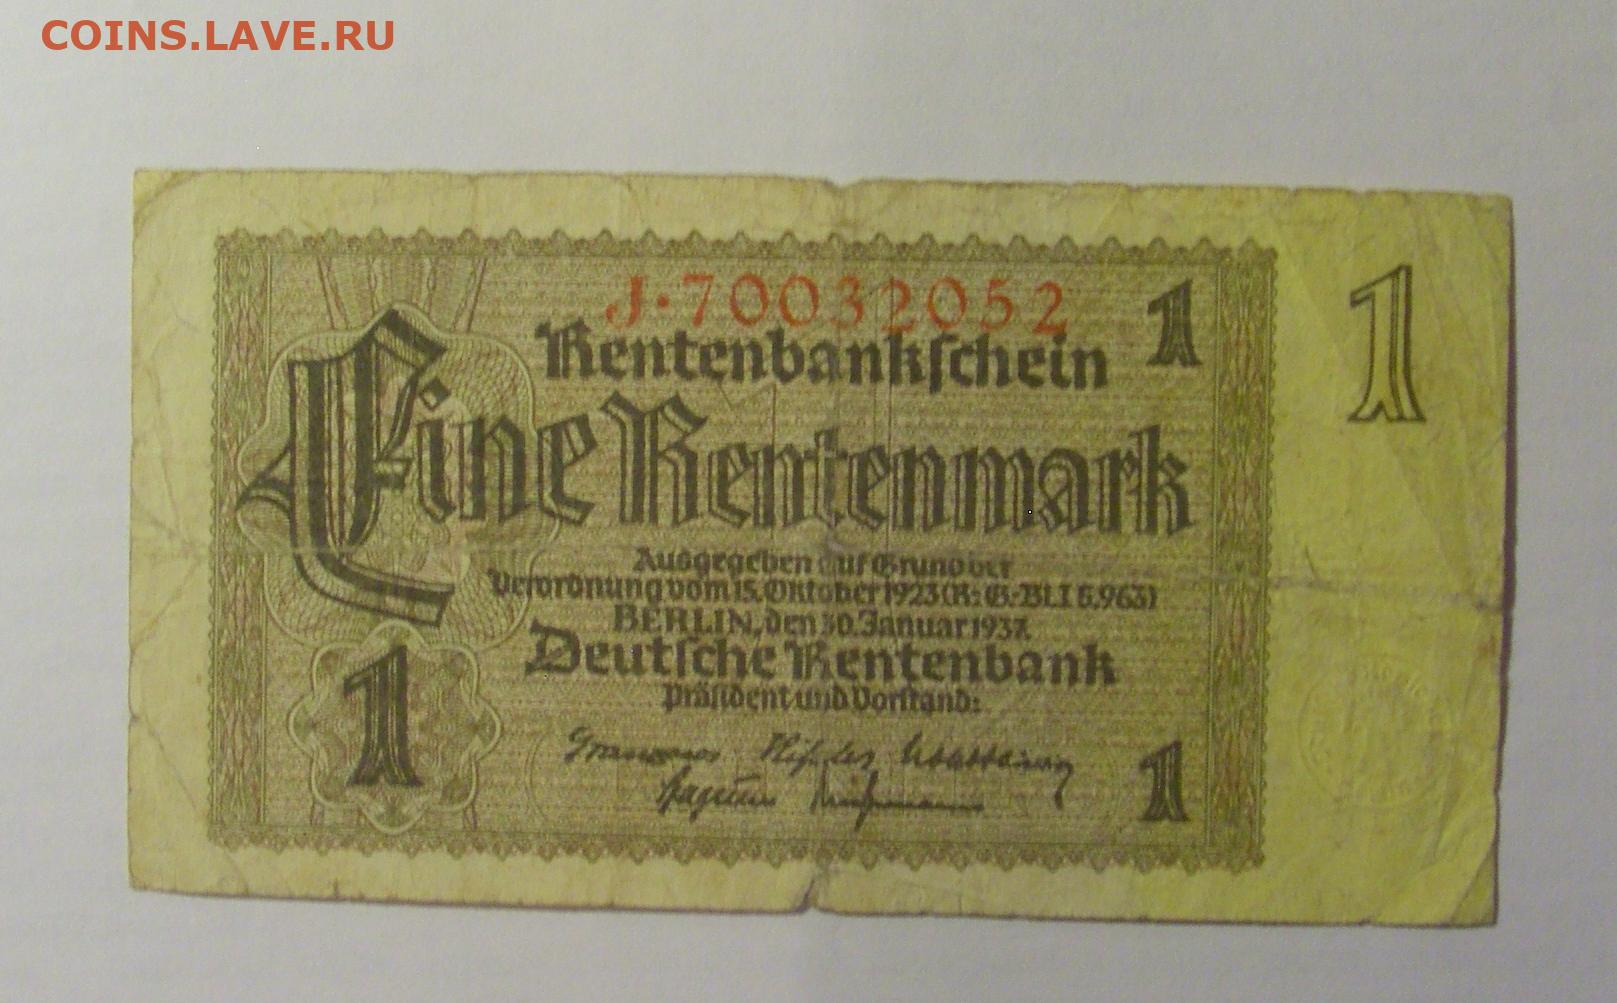 COINS.LAVE.RU
J·70032052
Rentenbankſchein
1
1
Eine Rentenmark
Ausgegeben auf Grund der
Verordnung vom 15. Oktober 1923 (R.-G.-Bl. I S. 963)
BERLIN, den 30. Januar 1937
Deutſche Rentenbank
Präſident und Vorſtand:
1
1